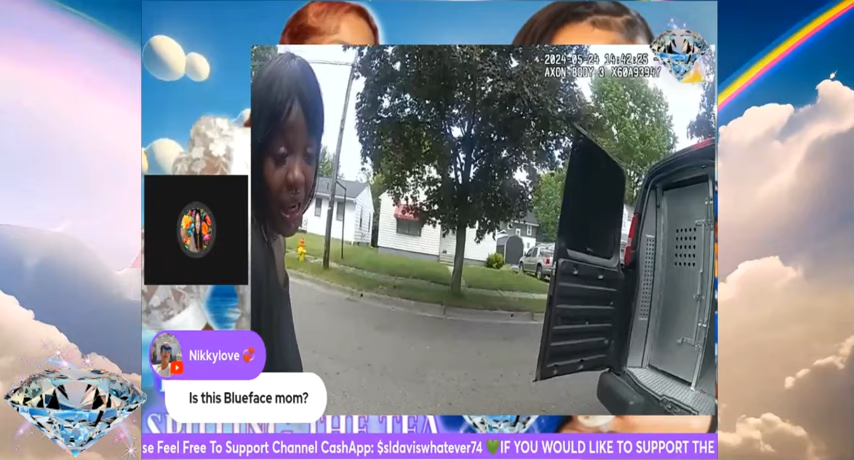 2024-05-24 14:42:25
AXON BODY 3 X60A9394Y
Nikkylove
Is this Blueface mom?
SPILLING THE TEA
se Feel Free To Support Channel CashApp: $sldaviswhatever74 💚IF YOU WOULD LIKE TO SUPPORT THE